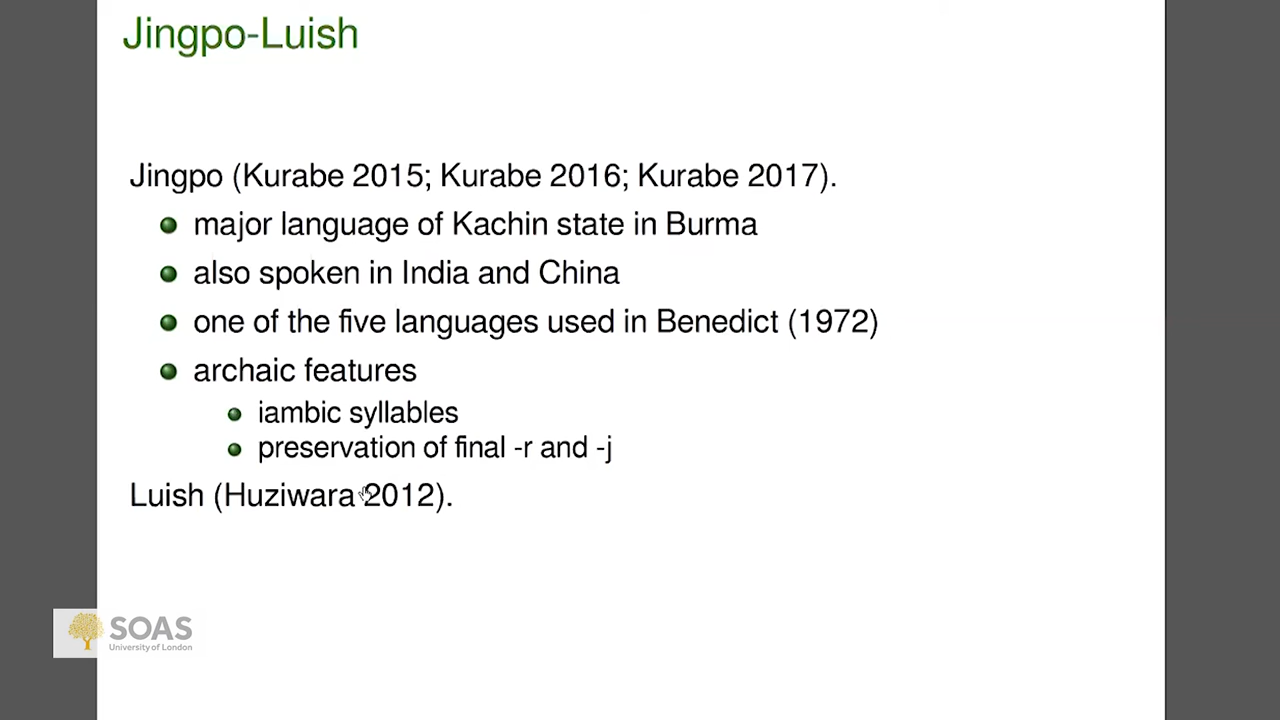 Jingpo-Luish
Jingpo (Kurabe 2015; Kurabe 2016; Kurabe 2017).
major language of Kachin state in Burma
also spoken in India and China
one of the five languages used in Benedict (1972)
archaic features
iambic syllables
preservation of final -r and -j
Luish (Huziwara 2012).
SOAS
University of London